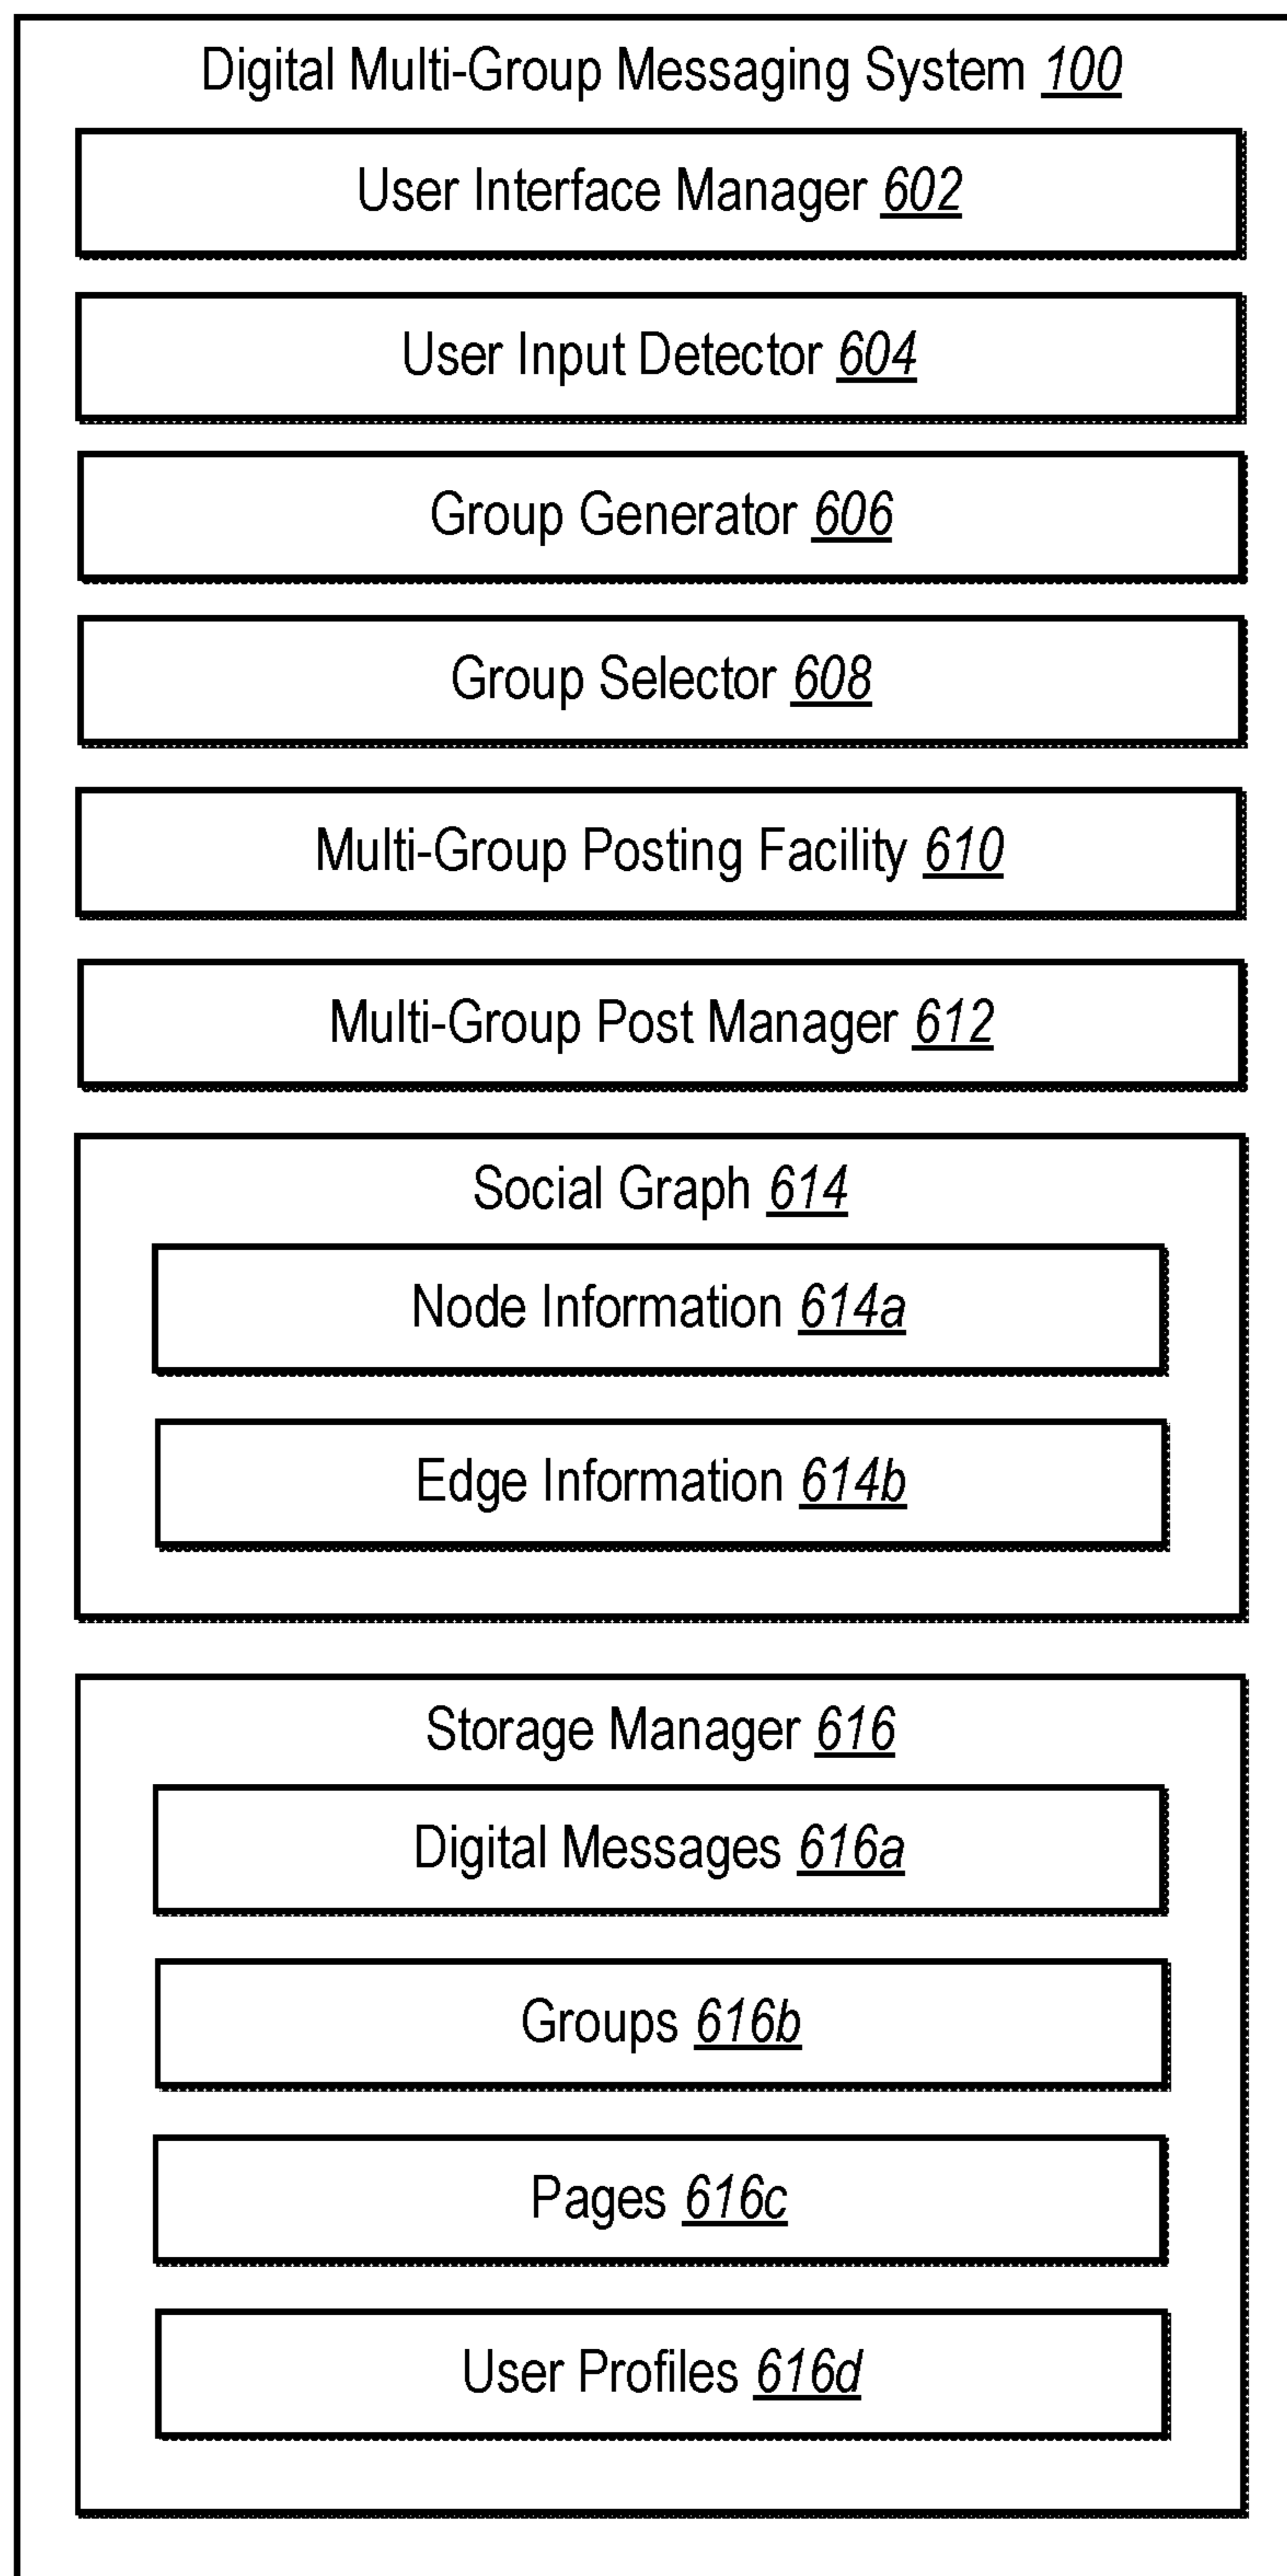 Digital Multi-Group Messaging System 100
User Interface Manager 602
User Input Detector 604
Group Generator 606
Group Selector 608
Multi-Group Posting Facility 610
Multi-Group Post Manager 612
Social Graph 614
Node Information 614a
Edge Information 614b
Storage Manager 616
Digital Messages 616a
Groups 616b
Pages 616c
User Profiles 616d